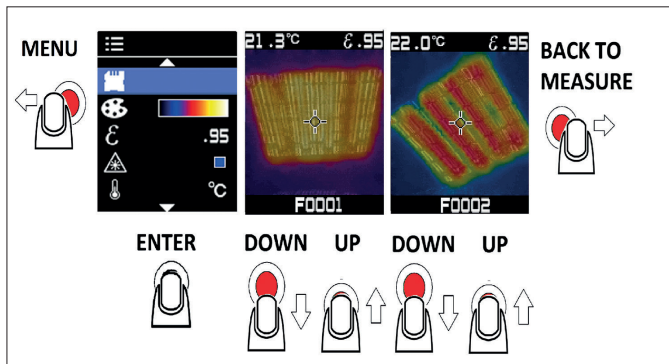 MENU
.95
°C
21.3°C ε.95
F0001
22.0°C ε.95
F0002
BACK TO
MEASURE
ENTER
DOWN UP
DOWN UP